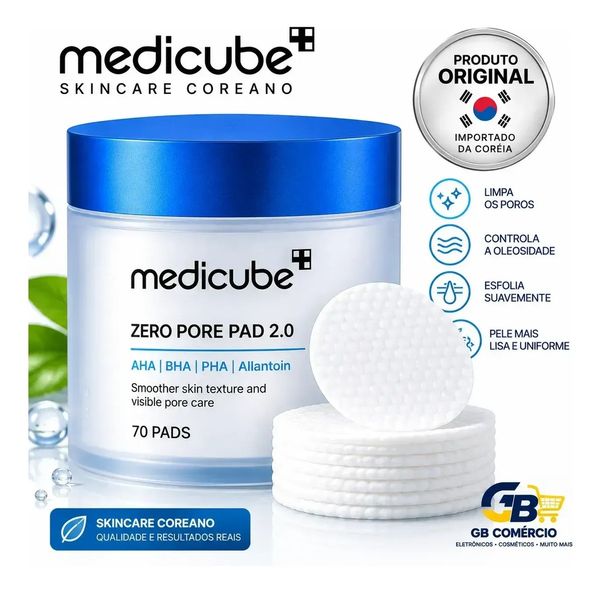 medicube
SKINCARE COREANO
PRODUTO
ORIGINAL
IMPORTADO
DA CORÉIA
LIMPA
OS POROS
CONTROLA
A OLEOSIDADE
ESFOLIA
SUAVEMENTE
PELE MAIS
LISA E UNIFORME
medicube
ZERO PORE PAD 2.0
AHA | BHA | PHA | Allantoin
Smoother skin texture and
visible pore care
70 PADS
SKINCARE COREANO
QUALIDADE E RESULTADOS REAIS
GB
GB COMÉRCIO
ELETRÔNICOS • COSMÉTICOS • MUITO MAIS